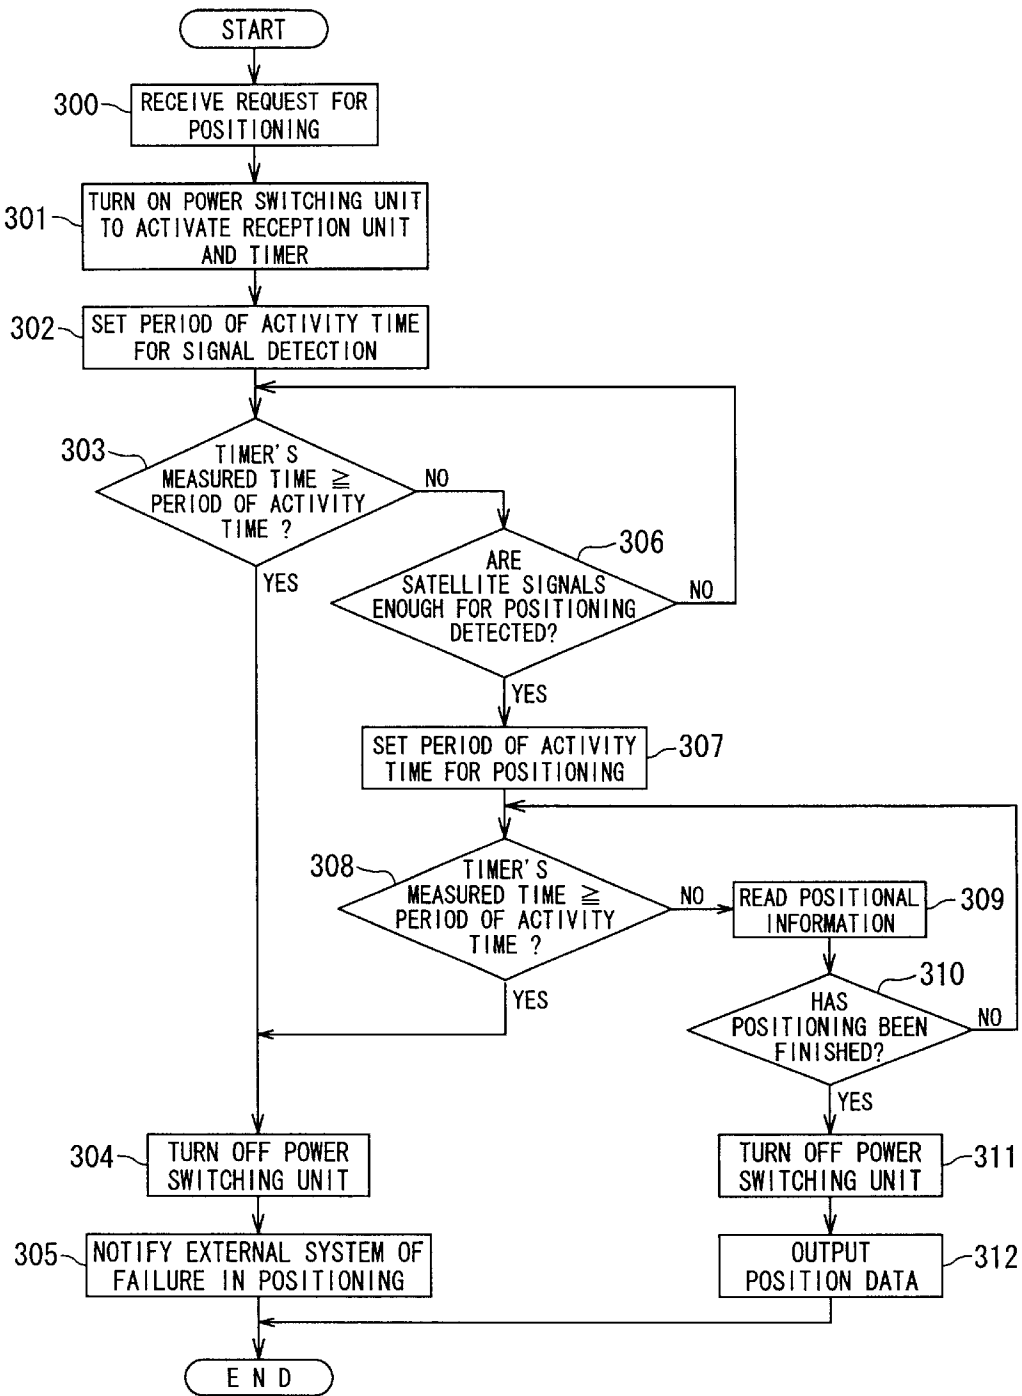 START
300
RECEIVE REQUEST FOR
POSITIONING
301
TURN ON POWER SWITCHING UNIT
TO ACTIVATE RECEPTION UNIT
AND TIMER
302
SET PERIOD OF ACTIVITY TIME
FOR SIGNAL DETECTION
303
TIMER'S
MEASURED TIME ≧
PERIOD OF ACTIVITY
TIME ?
NO
YES
306
ARE
SATELLITE SIGNALS
ENOUGH FOR POSITIONING
DETECTED?
NO
YES
SET PERIOD OF ACTIVITY
TIME FOR POSITIONING
307
308
TIMER'S
MEASURED TIME ≧
PERIOD OF ACTIVITY
TIME ?
NO
YES
READ POSITIONAL
INFORMATION
309
310
HAS
POSITIONING BEEN
FINISHED?
NO
YES
304
TURN OFF POWER
SWITCHING UNIT
TURN OFF POWER
SWITCHING UNIT
311
305
NOTIFY EXTERNAL SYSTEM OF
FAILURE IN POSITIONING
OUTPUT
POSITION DATA
312
END